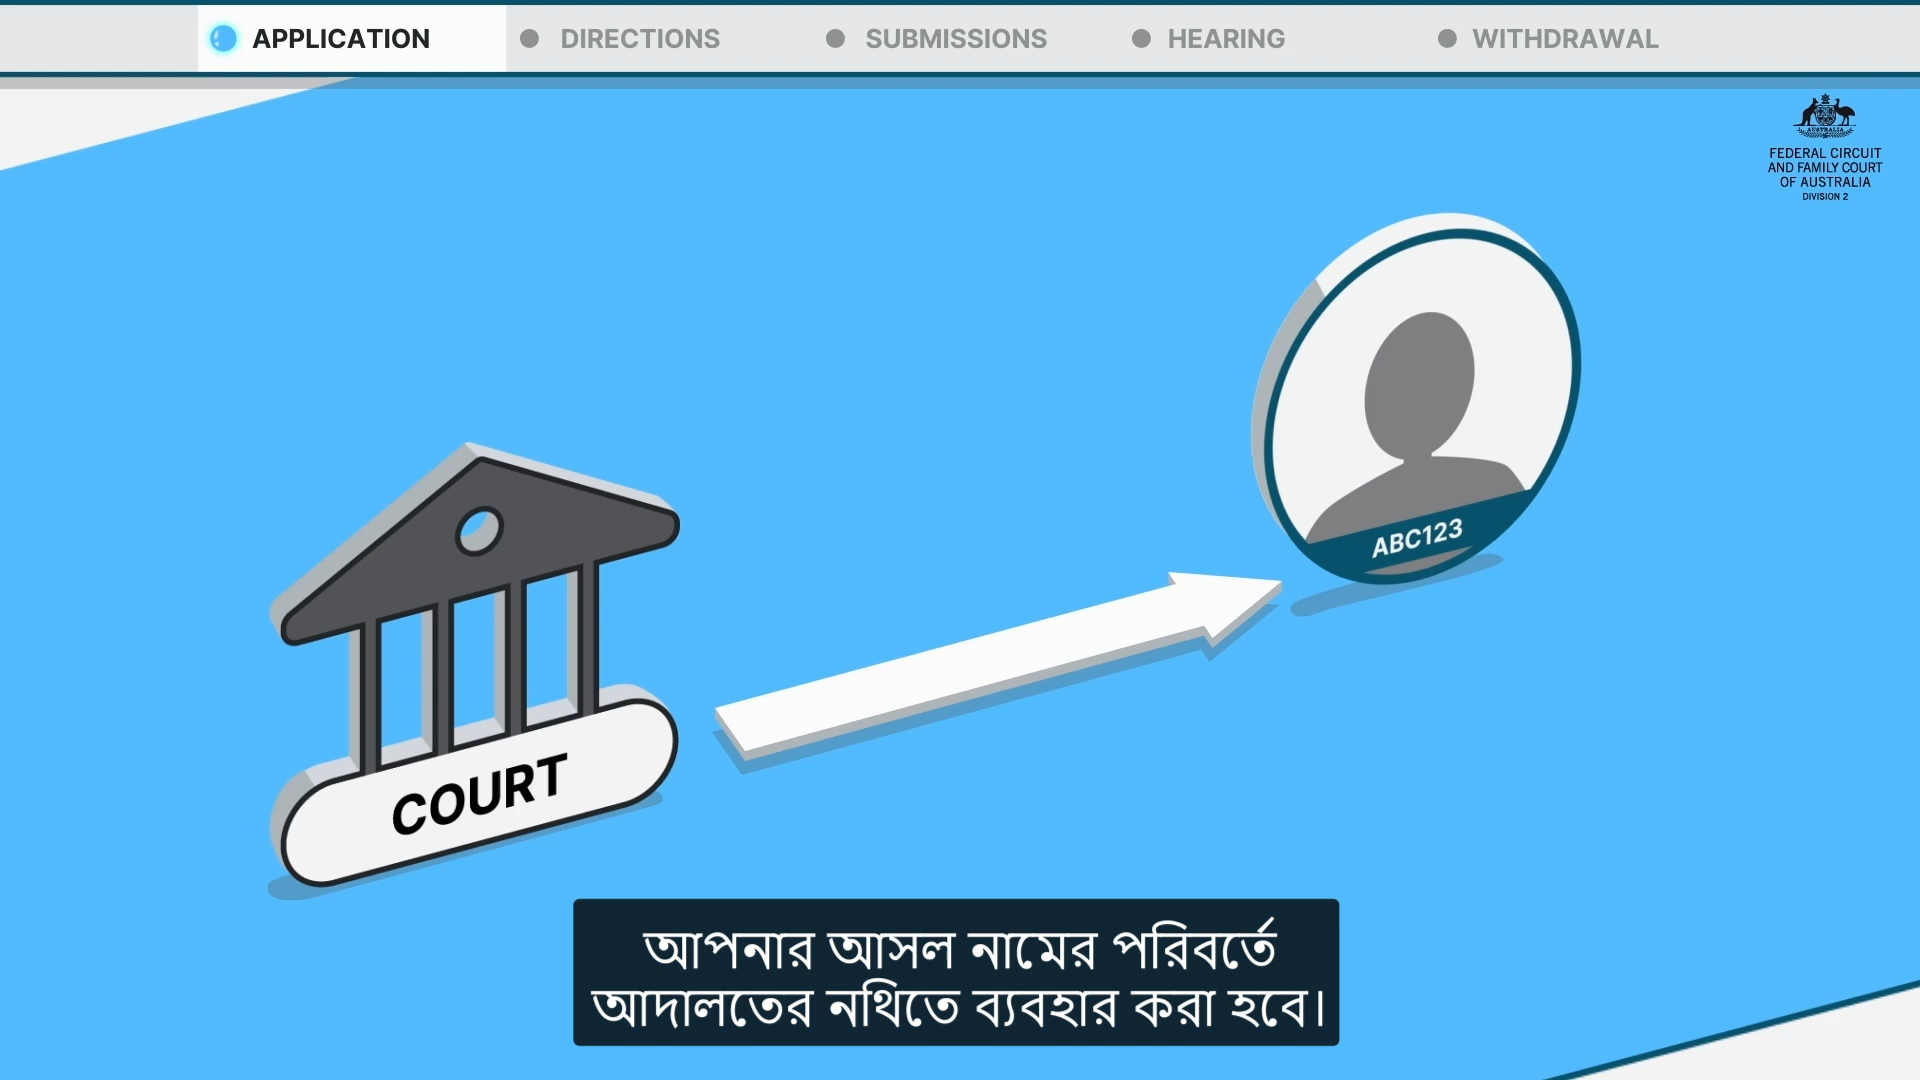 APPLICATION
DIRECTIONS
SUBMISSIONS
HEARING
WITHDRAWAL
AUSTRALIA
FEDERAL CIRCUIT
AND FAMILY COURT
OF AUSTRALIA
DIVISION 2
ABC123
COURT
আপনার আসল নামের পরিবর্তে
আদালতের নথিতে ব্যবহার করা হবে।